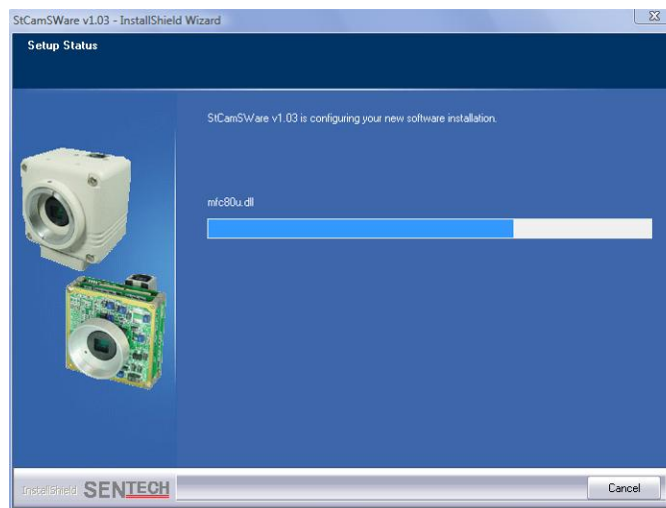 StCamSWare v1.03 - InstallShield Wizard
Setup Status
StCamSWare v1.03 is configuring your new software installation.
mfc80u.dll
InstallShield SENTECH
Cancel